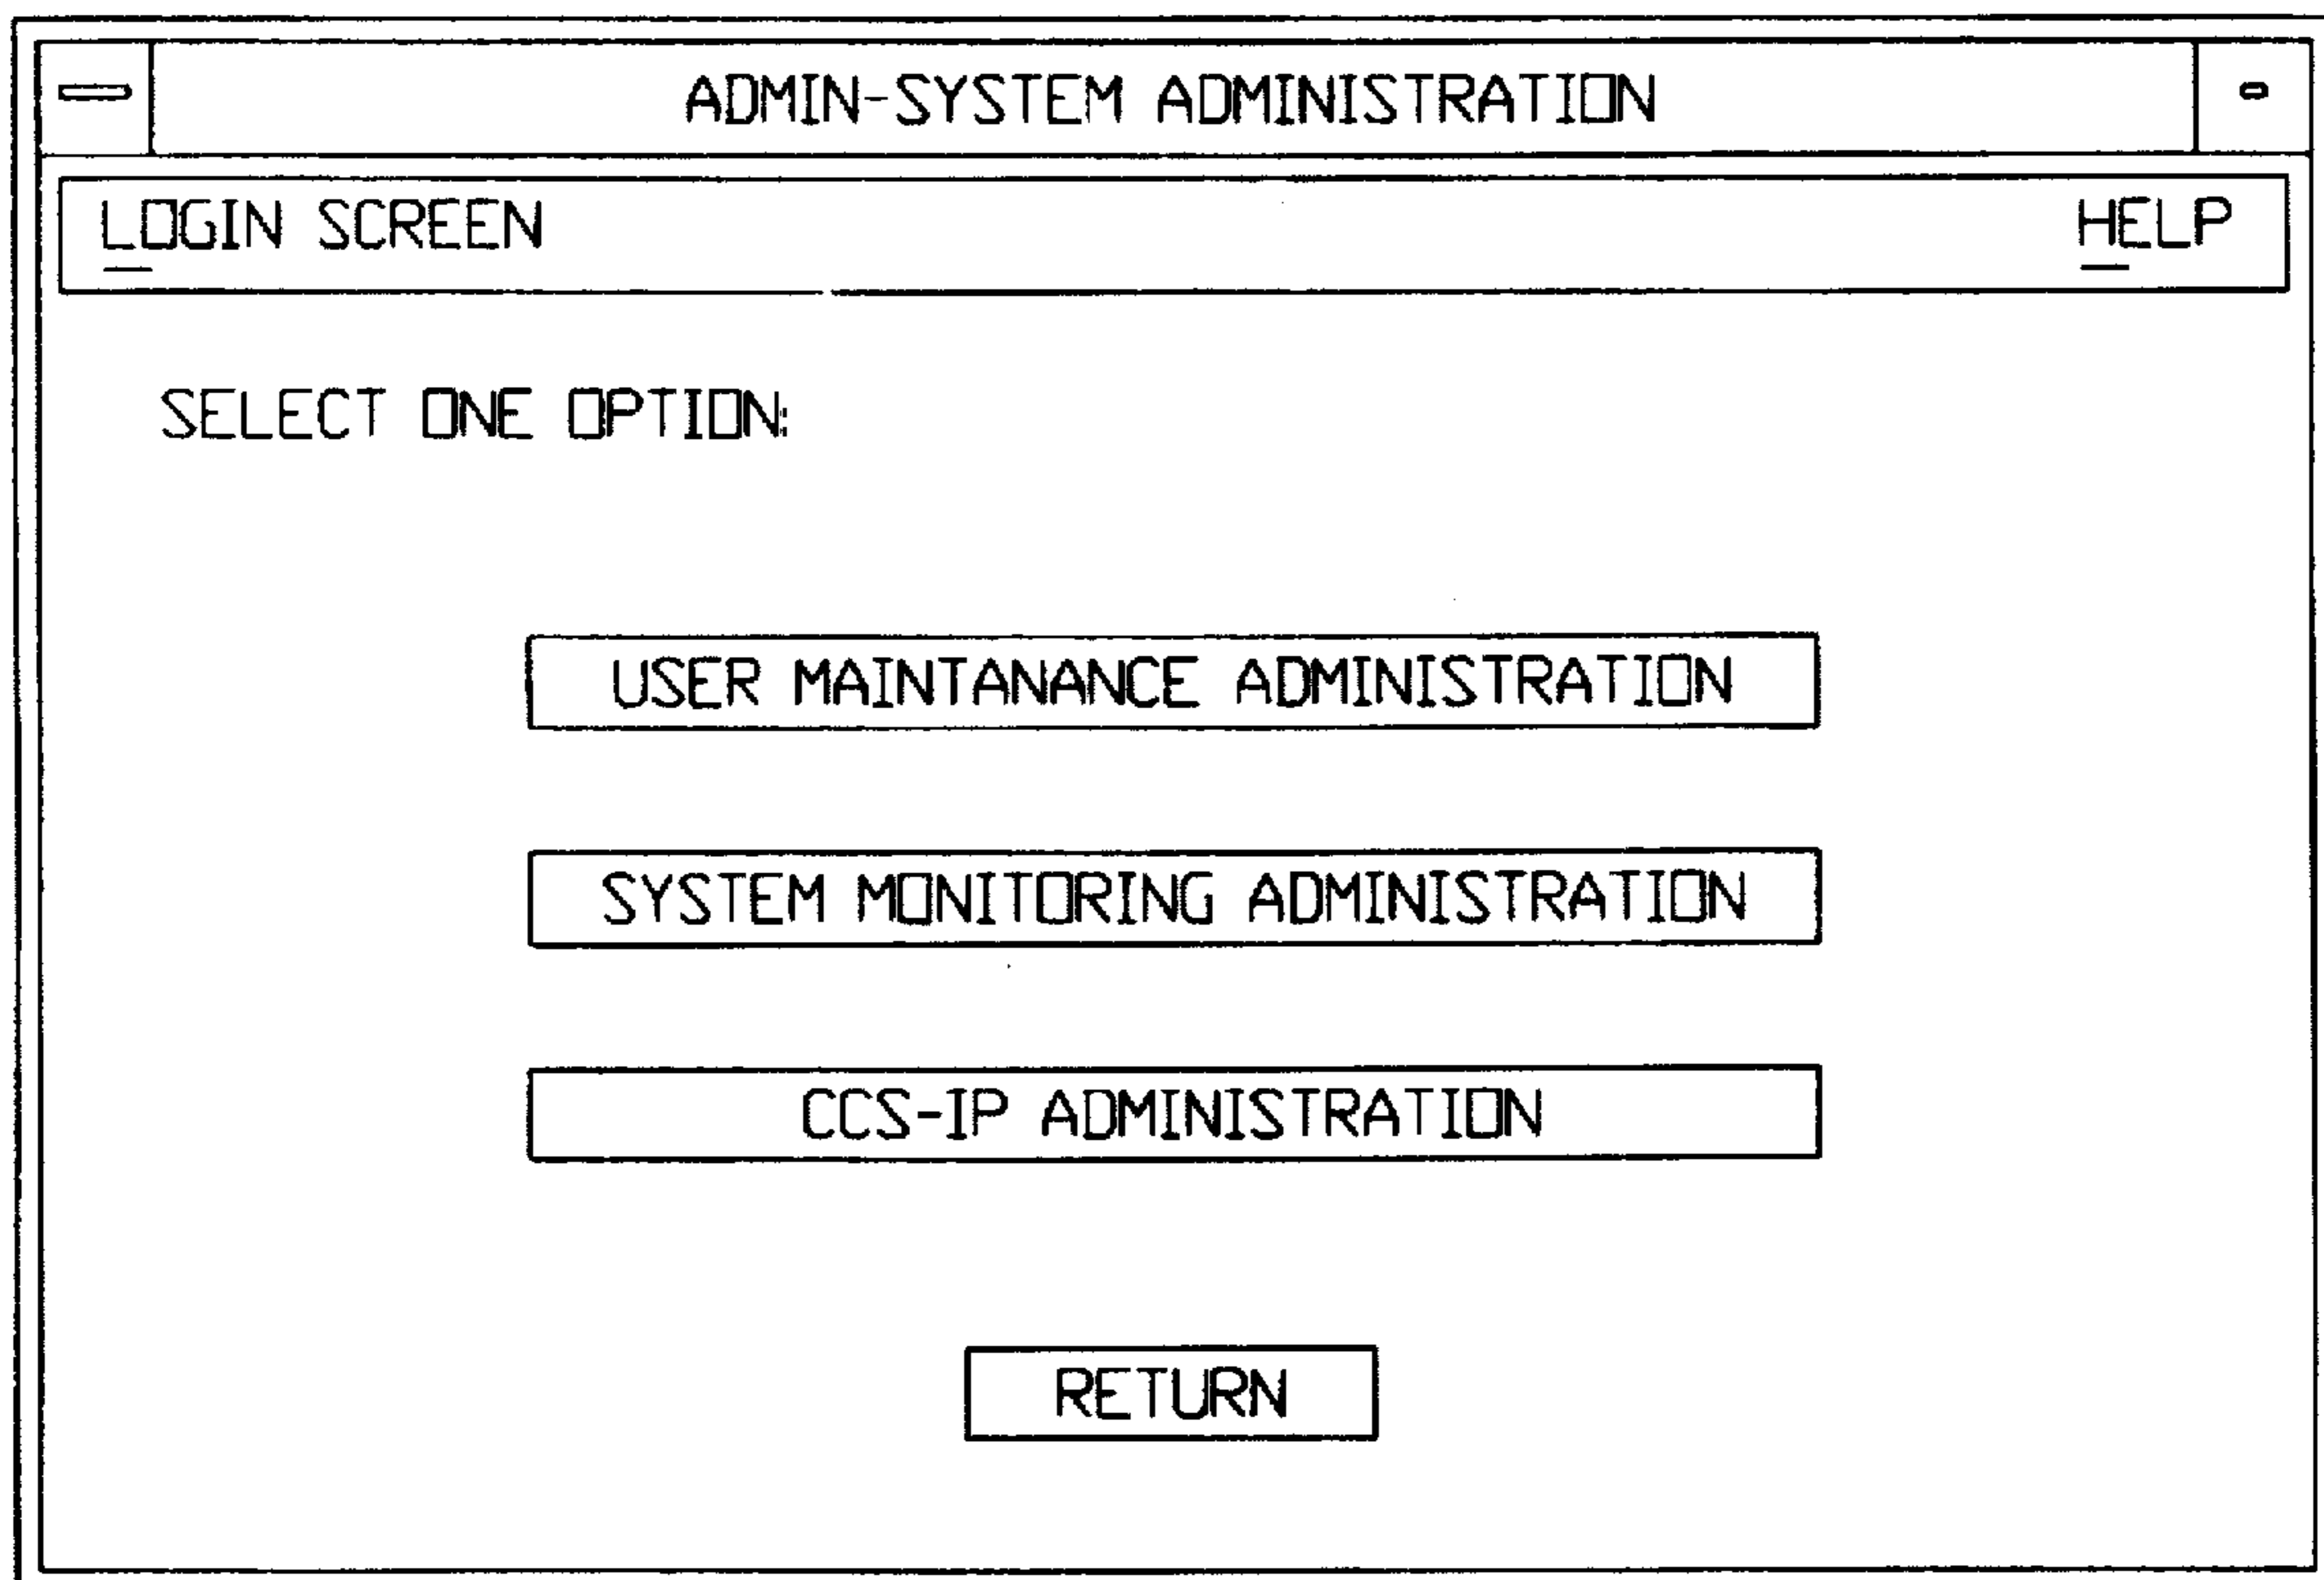 ADMIN-SYSTEM ADMINISTRATION
LOGIN SCREEN HELP
SELECT ONE OPTION:
USER MAINTANANCE ADMINISTRATION
SYSTEM MONITORING ADMINISTRATION
CCS-IP ADMINISTRATION
RETURN